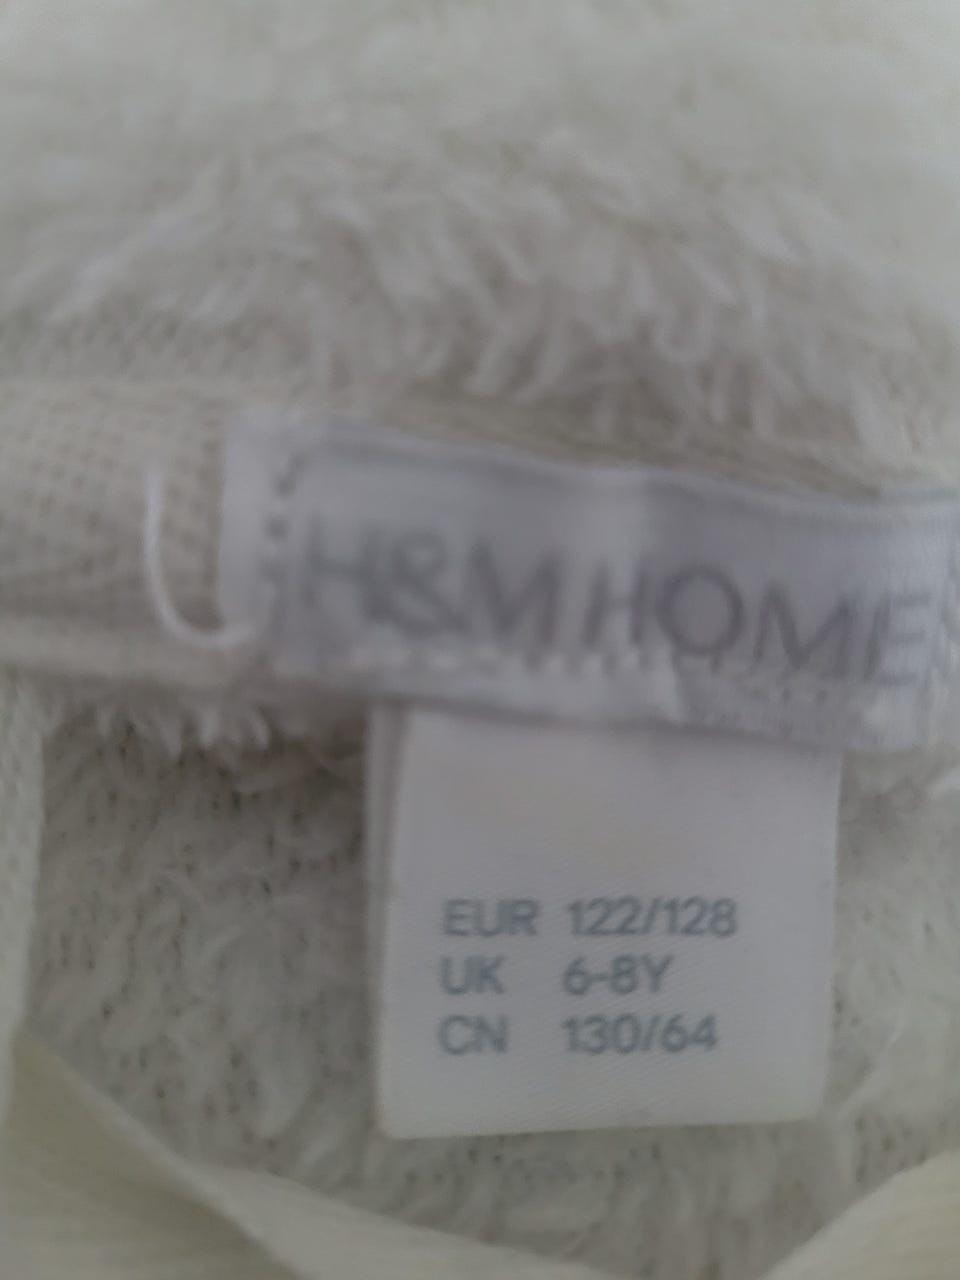 H&M HOME
EUR 122/128
UK 6-8Y
CN 130/64